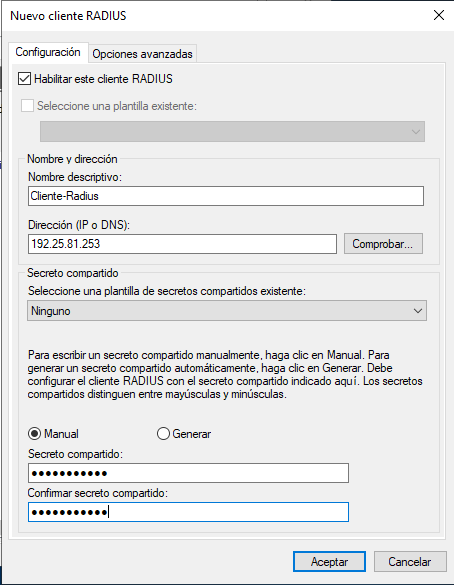 Nuevo cliente RADIUS
Configuración
Opciones avanzadas
Habilitar este cliente RADIUS
Seleccione una plantilla existente:
Nombre y dirección
Nombre descriptivo:
Cliente-Radius
Dirección (IP o DNS):
192.25.81.253
Comprobar...
Secreto compartido
Seleccione una plantilla de secretos compartidos existente:
Ninguno
Para escribir un secreto compartido manualmente, haga clic en Manual. Para
generar un secreto compartido automáticamente, haga clic en Generar. Debe
configurar el cliente RADIUS con el secreto compartido indicado aquí. Los secretos
compartidos distinguen entre mayúsculas y minúsculas.
Manual
Generar
Secreto compartido:
●●●●●●●●●●●
Confirmar secreto compartido:
●●●●●●●●●●●
Aceptar
Cancelar